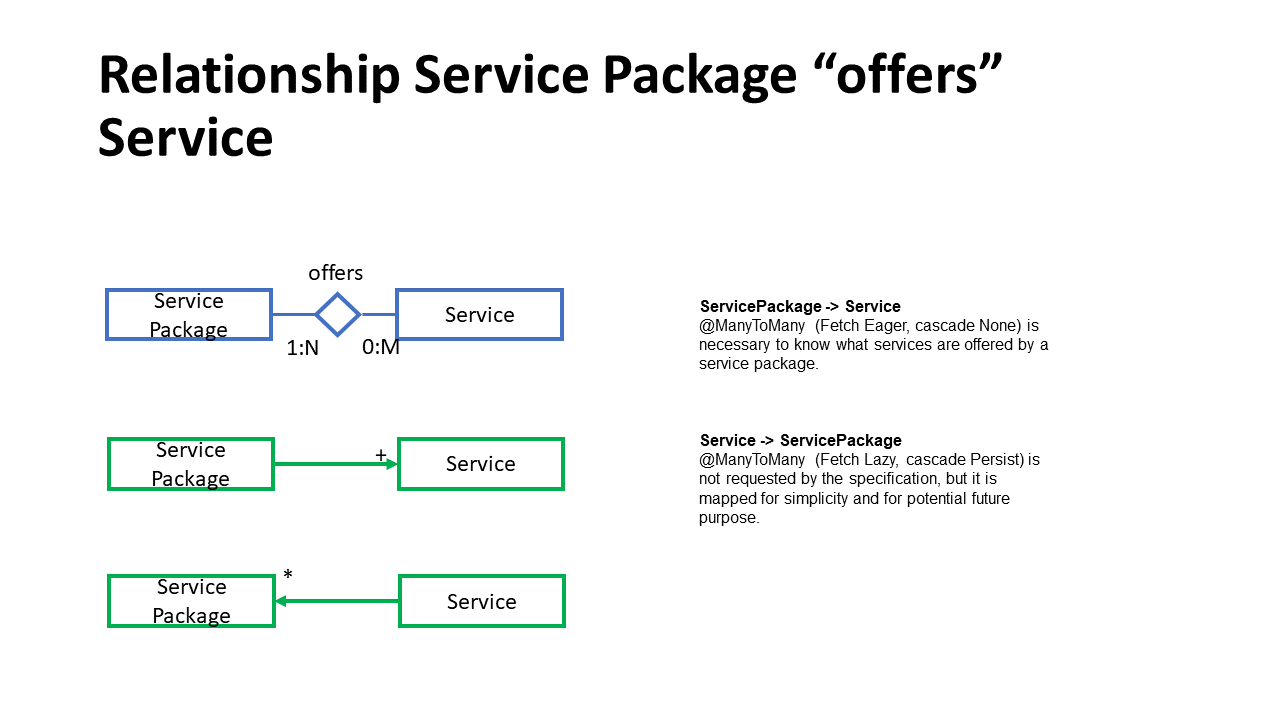 Relationship Service Package “offers”
Service
offers
Service
Package
Service
1:N
0:M
ServicePackage -> Service
@ManyToMany (Fetch Eager, cascade None) is
necessary to know what services are offered by a
service package.
Service
Package
+
Service
Service -> ServicePackage
@ManyToMany (Fetch Lazy, cascade Persist) is
not requested by the specification, but it is
mapped for simplicity and for potential future
purpose.
Service
Package
*
Service